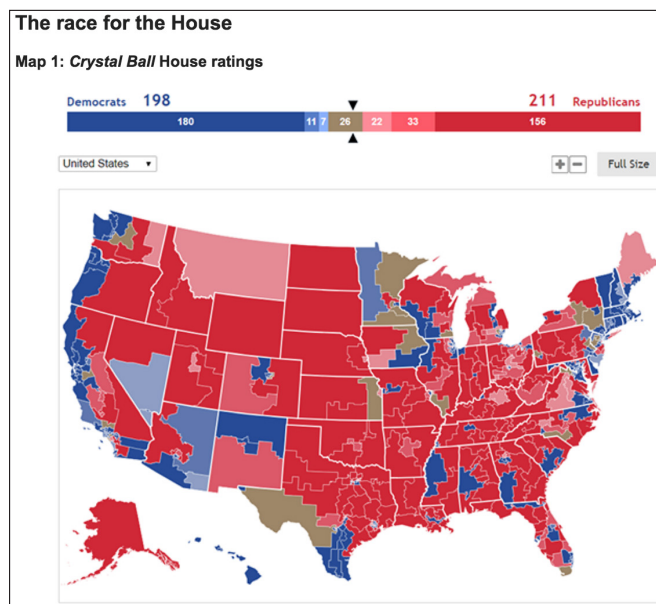 The race for the House
Map 1: Crystal Ball House ratings
Democrats 198 211 Republicans
180 11 7 26 22 33 156
United States
Full Size